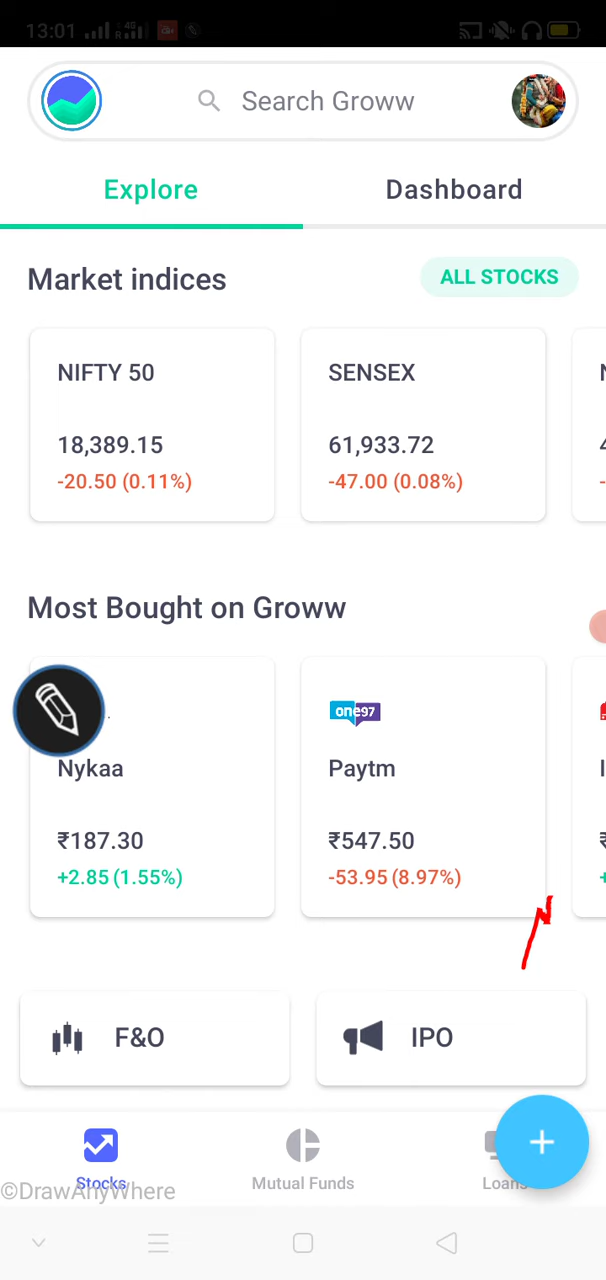 13:01
Search Groww
Explore Dashboard
Market indices ALL STOCKS
NIFTY 50 SENSEX
18,389.15 61,933.72
-20.50 (0.11%) -47.00 (0.08%)
Most Bought on Groww
one97
Nykaa Paytm
₹187.30 ₹547.50
+2.85 (1.55%) -53.95 (8.97%)
F&O IPO
Stocks Mutual Funds
©DrawAnyWhere